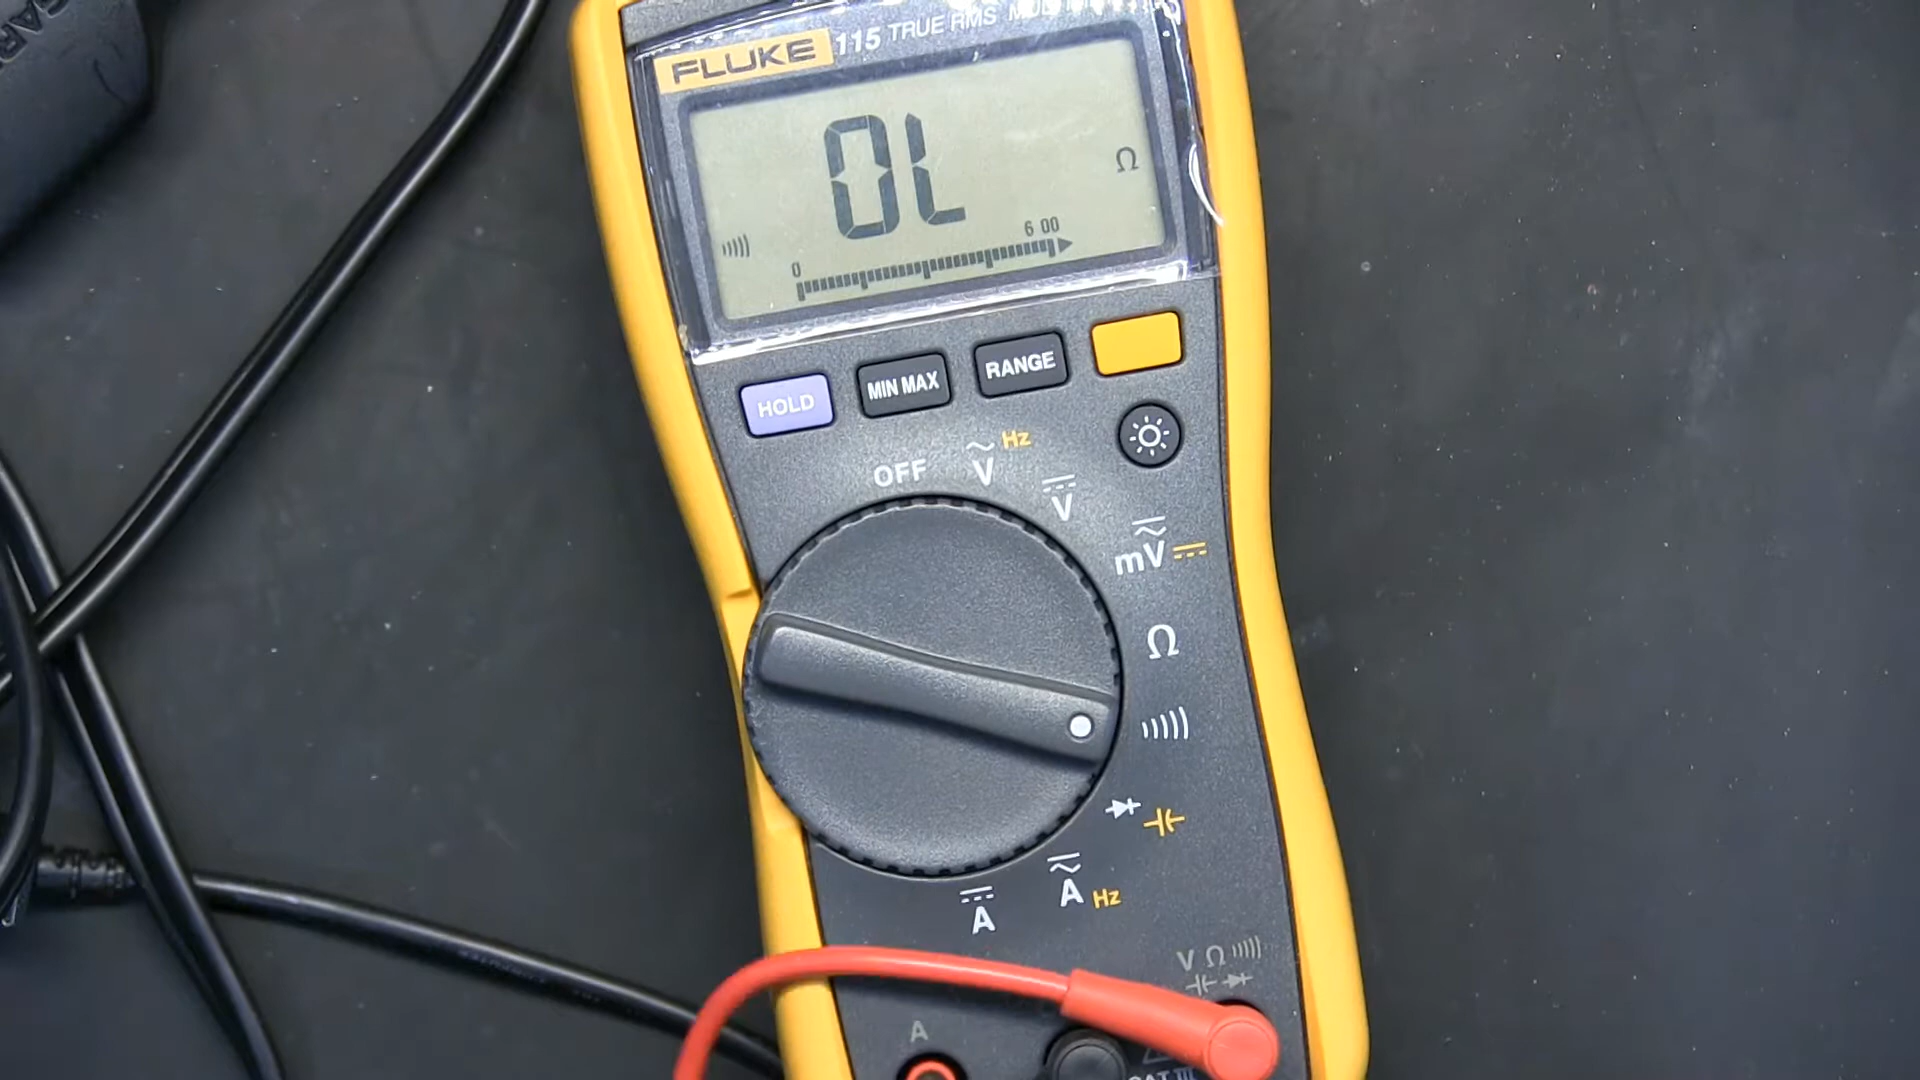 FLUKE 115 TRUE RMS
OL
Ω
0
6 00
HOLD
MIN MAX
RANGE
OFF
V Hz
V
mV
Ω
A Hz
A
V Ω
A